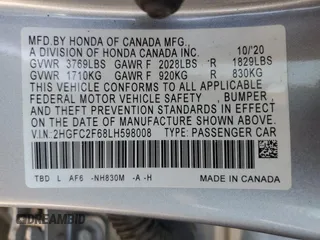 MFD.BY HONDA OF CANADA MFG.,
A DIVISION OF HONDA CANADA INC. 10/'20
GVWR 3769LBS GAWR F 2028LBS R 1829LBS
GVWR 1710KG GAWR F 920KG R 830KG
THIS VEHICLE CONFORMS TO ALL APPLICABLE
FEDERAL MOTOR VEHICLE SAFETY, BUMPER,
AND THEFT PREVENTION STANDARDS IN EFFECT
ON THE DATE OF MANUFACTURE SHOWN ABOVE.
V.I.N:2HGFC2F68LH598008 TYPE:PASSENGER CAR
TBD L AF6 -NH830M -A -H
MADE IN CANADA
DREAMBID